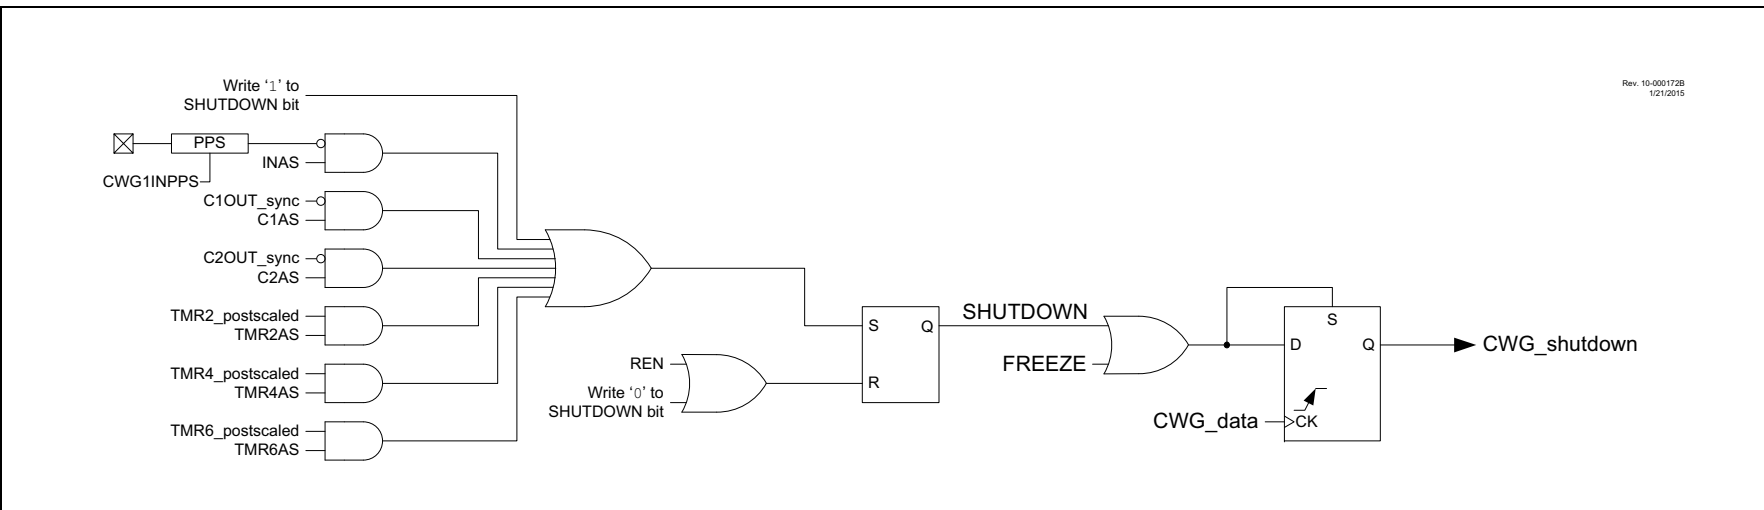 Write ‘1’ to
SHUTDOWN bit
Rev. 10-000172B
1/21/2015
PPS
INAS
CWG1INPPS
C1OUT_sync
C1AS
C2OUT_sync
C2AS
TMR2_postscaled
TMR2AS
TMR4_postscaled
TMR4AS
TMR6_postscaled
TMR6AS
REN
Write ‘0’ to
SHUTDOWN bit
S Q
R
SHUTDOWN
FREEZE
S
D Q
CWG_data
CK
CWG_shutdown